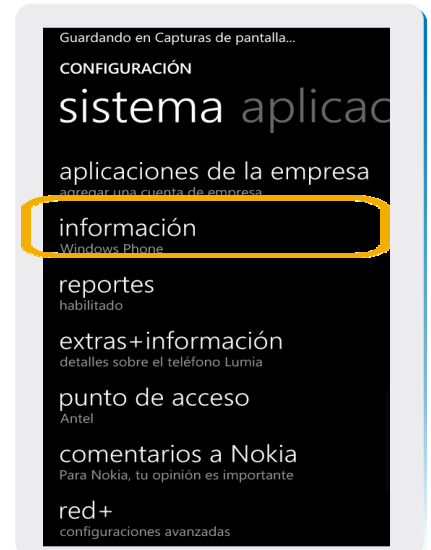 Guardando en Capturas de pantalla...
CONFIGURACIÓN
sistema aplicac
aplicaciones de la empresa
agregar una cuenta de empresa
información
Windows Phone
reportes
habilitado
extras+información
detalles sobre el teléfono Lumia
punto de acceso
Antel
comentarios a Nokia
Para Nokia, tu opinión es importante
red+
configuraciones avanzadas